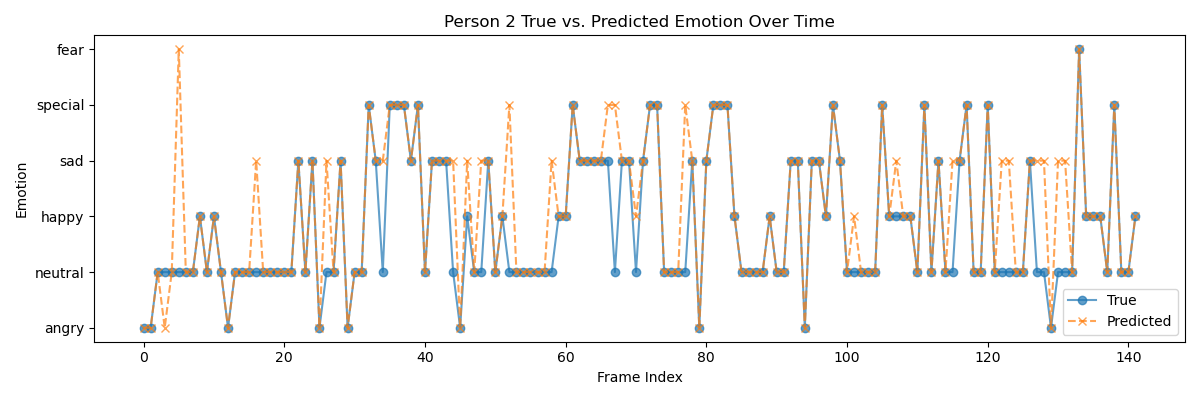 Person 2 True vs. Predicted Emotion Over Time
fear
special
sad
happy
neutral
angry
Emotion
0 20 40 60 80 100 120 140
Frame Index
True
Predicted